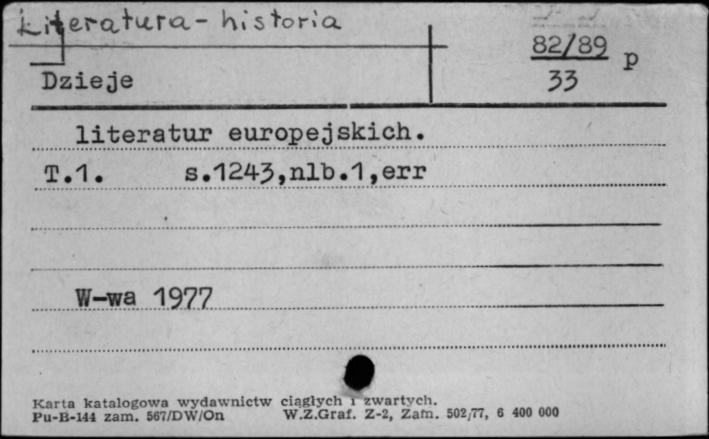 Literatura - historia
82/89 p
33
Dzieje
literatur europejskich.
T.1. s.1243,nlb.1,err
W-wa 1977
Karta katalogowa wydawnictw ciągłych i zwartych.
Pu-B-144 zam. 567/DW/On W.Z.Graf. Z-2, Zam. 502/77, 6 400 000